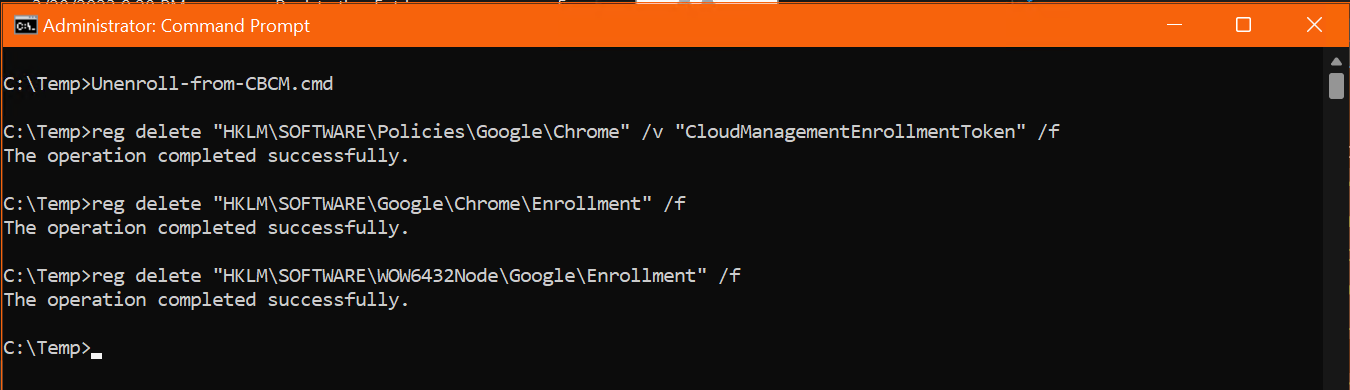 Administrator: Command Prompt
C:\Temp>Unenroll-from-CBCM.cmd
C:\Temp>reg delete "HKLM\SOFTWARE\Policies\Google\Chrome" /v "CloudManagementEnrollmentToken" /f
The operation completed successfully.
C:\Temp>reg delete "HKLM\SOFTWARE\Google\Chrome\Enrollment" /f
The operation completed successfully.
C:\Temp>reg delete "HKLM\SOFTWARE\WOW6432Node\Google\Enrollment" /f
The operation completed successfully.
C:\Temp>